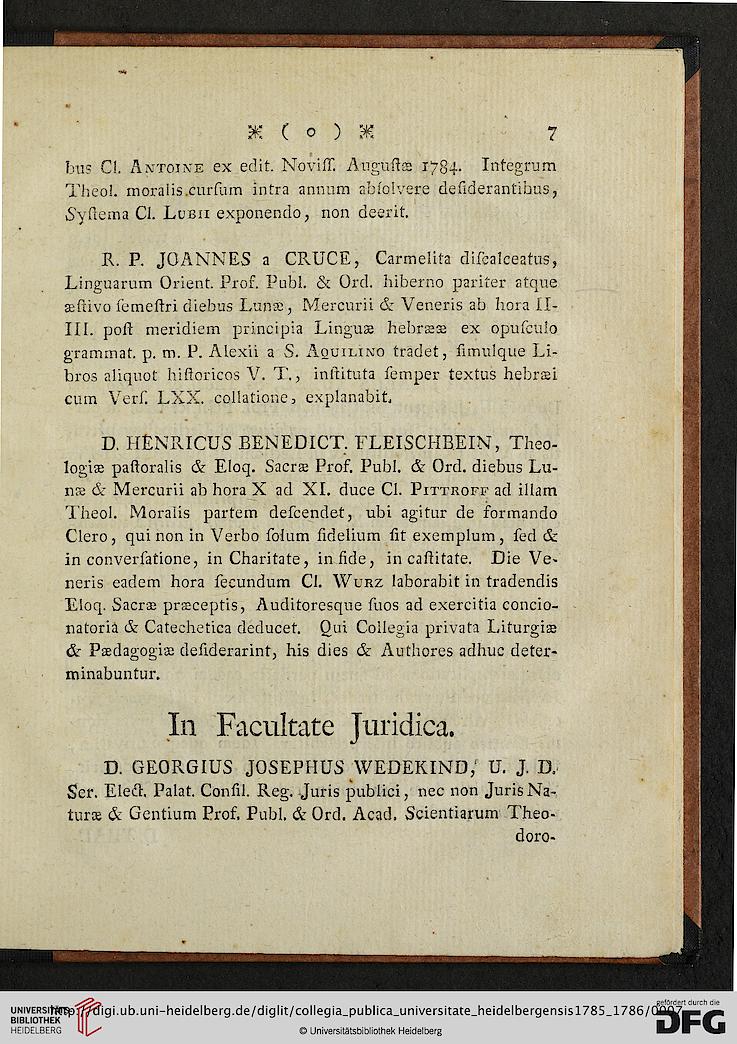 ※ ( o ) ※ 7
bus Cl. ANTOINE ex edit. Noviſſ. Auguſtæ 1784. Integrum
Theol. moralis curſum intra annum abſolvere deſiderantibus,
Syſtema Cl. LUBII exponendo, non deerit.
R. P. JOANNES a CRUCE, Carmelita diſcalceatus,
Linguarum Orient. Prof. Publ. & Ord. hiberno pariter atque
æſtivo ſemeſtri diebus Lunæ, Mercurii & Veneris ab hora II-
III. poſt meridiem principia Linguæ hebrææ ex opuſculo
grammat. p. m. P. Alexii a S. AQUILINO tradet, ſimulque Li-
bros aliquot hiſtoricos V. T., inſtituta ſemper textus hebræi
cum Verſ. LXX. collatione, explanabit.
D. HENRICUS BENEDICT. FLEISCHBEIN, Theo-
logiæ paſtoralis & Eloq. Sacræ Prof. Publ. & Ord. diebus Lu-
næ & Mercurii ab hora X ad XI. duce Cl. PITTROFF ad illam
Theol. Moralis partem deſcendet, ubi agitur de formando
Clero, qui non in Verbo ſolum fidelium ſit exemplum, ſed &
in converſatione, in Charitate, in fide, in caſtitate. Die Ve-
neris eadem hora ſecundum Cl. WURZ laborabit in tradendis
Eloq. Sacræ præceptis, Auditoresque ſuos ad exercitia concio-
natoria & Catechetica deducet. Qui Collegia privata Liturgiæ
& Pædagogiæ deſiderarint, his dies & Authores adhuc deter-
minabuntur.
In Facultate Juridica.
D. GEORGIUS JOSEPHUS WEDEKIND, U. J. D.
Ser. Elect. Palat. Conſil. Reg. Juris publici, nec non Juris Na-
turæ & Gentium Prof. Publ. & Ord. Acad. Scientiarum Theo-
doro-
UNIVERSITÄTS-
BIBLIOTHEK
HEIDELBERG
http://digi.ub.uni-heidelberg.de/diglit/collegia_publica_universitate_heidelbergensis1785_1786/0007
© Universitätsbibliothek Heidelberg
gefördert durch die
DFG